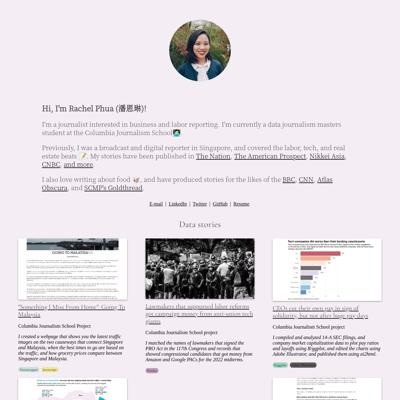 Hi, I'm Rachel Phua (潘恩琳)!
I'm a journalist interested in business and labor reporting. I'm currently a data journalism masters
student at the Columbia Journalism School
Previously, I was a broadcast and digital reporter in Singapore, and covered the labor, tech, and real
estate beats. My stories have been published in The Nation, The American Prospect, Nikkei Asia,
CNBC, and more.
I also love writing about food, and have produced stories for the likes of the BBC, CNN, Atlas
Obscura, and SCMP's Goldthread.
E-mail | LinkedIn | Twitter | GitHub | Resume
Data stories
GOING TO MALAYSIA
"Something I Miss From Home": Going To
Malaysia
Columbia Journalism School Project
I created a webpage that shows you the latest traffic
images on the two causeways that connect Singapore
and Malaysia, when the best times to go are based on
the traffic, and how grocery prices compare between
Singapore and Malaysia.
Lawmakers that supported labor reforms
got campaign money from anti-union tech
giants
Columbia Journalism School project
I matched the names of lawmakers that signed the
PRO Act in the 117th Congress and records that
showed congressional candidates that got money from
Amazon and Google PACs for the 2022 midterms.
CEOs cut their own pay in sign of
solidarity, but not after huge pay days
Columbia Journalism School project
I compiled and analyzed 14-A SEC filings, and
company market capitalization data to plot pay ratios
and layoffs using R/ggplot, and edited the charts using
Adobe Illustrator, and published them using ai2html.